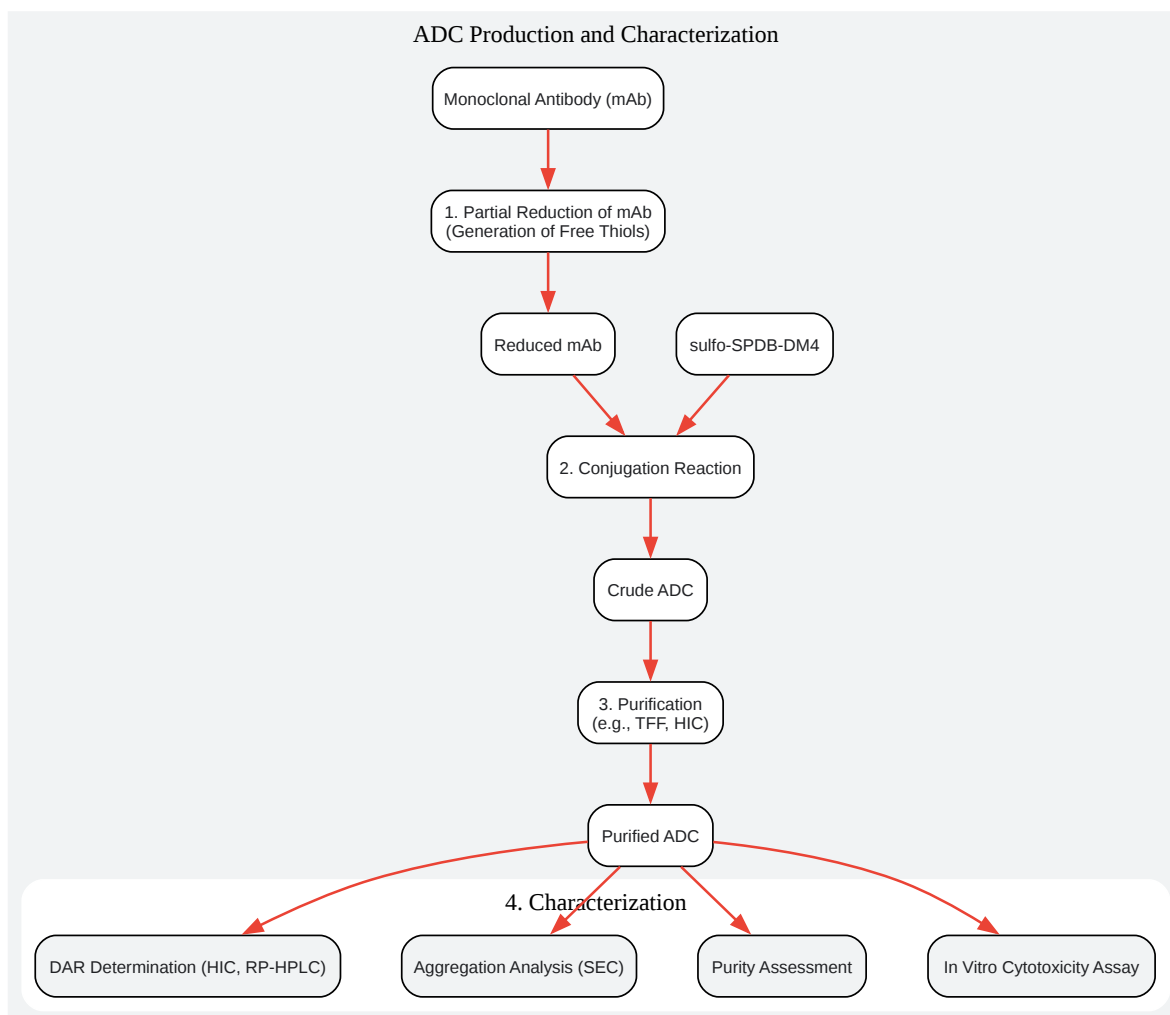 ADC Production and Characterization
Monoclonal Antibody (mAb)
1. Partial Reduction of mAb
(Generation of Free Thiols)
Reduced mAb
sulfo-SPDB-DM4
2. Conjugation Reaction
Crude ADC
3. Purification
(e.g., TFF, HIC)
Purified ADC
4. Characterization
DAR Determination (HIC, RP-HPLC)
Aggregation Analysis (SEC)
Purity Assessment
In Vitro Cytotoxicity Assay